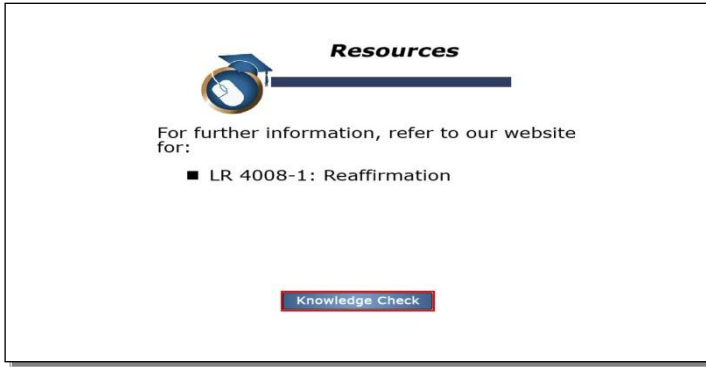 Resources
For further information, refer to our website
for:
■ LR 4008-1: Reaffirmation
Knowledge Check